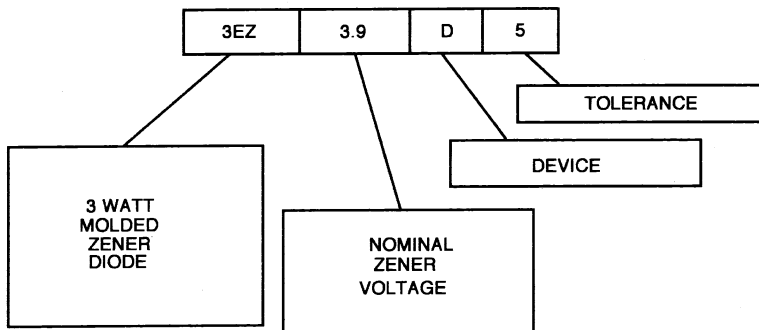 3EZ 3.9 D 5
TOLERANCE
DEVICE
3 WATT
MOLDED
ZENER
DIODE
NOMINAL
ZENER
VOLTAGE